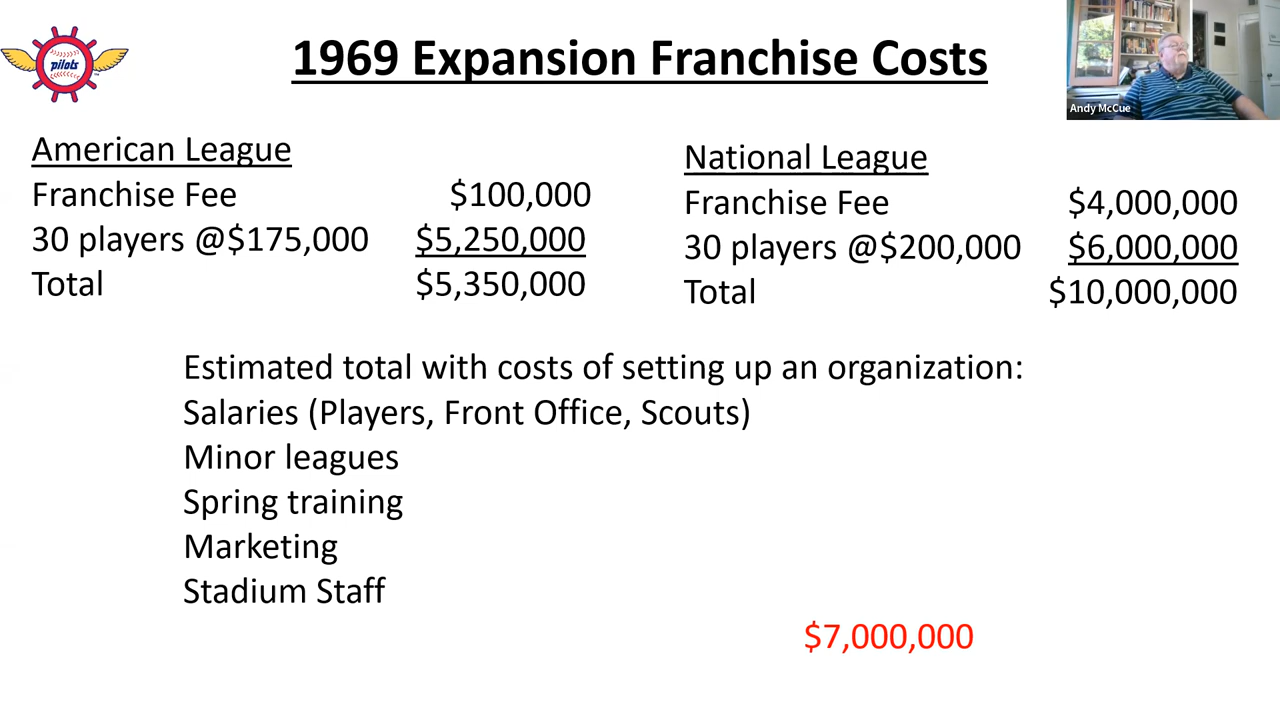 pilots
1969 Expansion Franchise Costs
Andy McCue
American League
Franchise Fee $100,000
30 players @$175,000 $5,250,000
Total $5,350,000
National League
Franchise Fee $4,000,000
30 players @$200,000 $6,000,000
Total $10,000,000
Estimated total with costs of setting up an organization:
Salaries (Players, Front Office, Scouts)
Minor leagues
Spring training
Marketing
Stadium Staff
$7,000,000